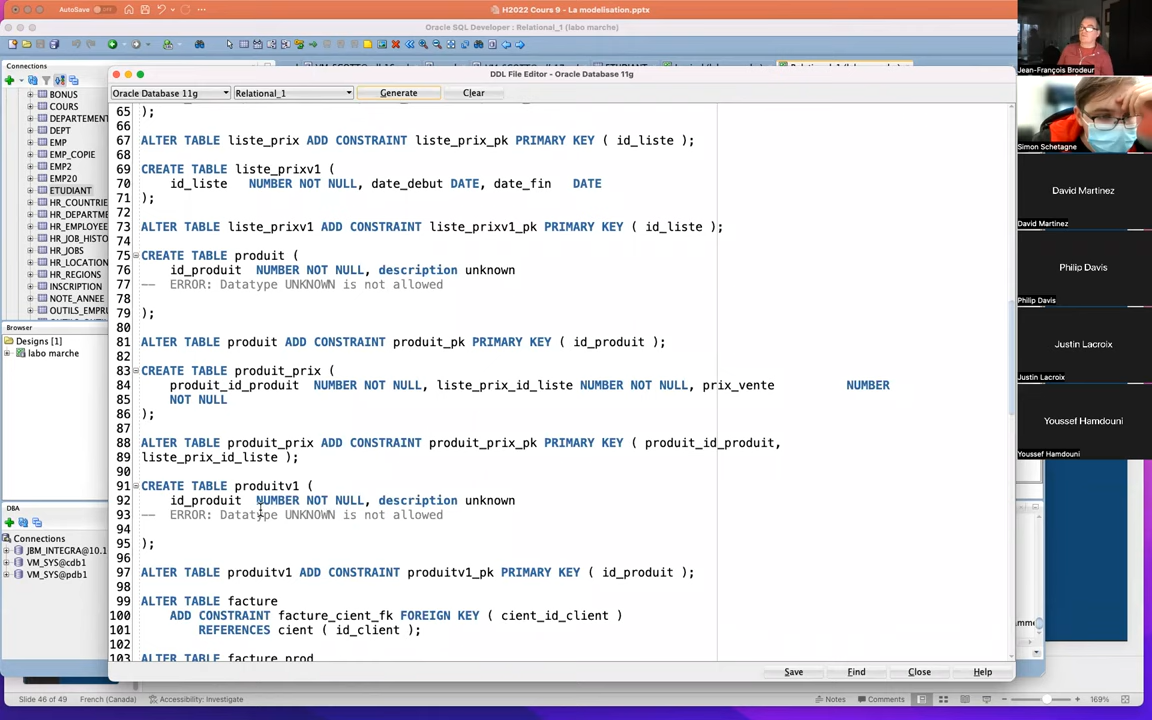 AutoSave
H2022 Cours 9 - La modelisation.pptx
Oracle SQL Developer: Relational_1 (labo marche)
Connections
BONUS
COURS
DEPARTEMENT
DEPT
EMP
EMP_COPIE
EMP2
EMP20
ETUDIANT
HR_COUNTRIE
HR_DEPARTM
HR_EMPLOYEE
HR_JOB_HISTO
HR_JOBS
HR_LOCATION
HR_REGIONS
INSCRIPTION
NOTE_ANNEE
OUTILS_EMPRU
Browser
Designs [1]
labo marche
DBA
Connections
JBM_INTEGRA@10.1
VM_SYS@cdb1
VM_SYS@pdb1
DDL File Editor - Oracle Database 11g
Oracle Database 11g Relational_1 Generate Clear
65 );
66
67 ALTER TABLE liste_prix ADD CONSTRAINT liste_prix_pk PRIMARY KEY ( id_liste );
68
69 CREATE TABLE liste_prixv1 (
70 id_liste NUMBER NOT NULL, date_debut DATE, date_fin DATE
71 );
72
73 ALTER TABLE liste_prixv1 ADD CONSTRAINT liste_prixv1_pk PRIMARY KEY ( id_liste );
74
75 CREATE TABLE produit (
76 id_produit NUMBER NOT NULL, description unknown
77 -- ERROR: Datatype UNKNOWN is not allowed
78
79 );
80
81 ALTER TABLE produit ADD CONSTRAINT produit_pk PRIMARY KEY ( id_produit );
82
83 CREATE TABLE produit_prix (
84 produit_id_produit NUMBER NOT NULL, liste_prix_id_liste NUMBER NOT NULL, prix_vente NUMBER
85 NOT NULL
86 );
87
88 ALTER TABLE produit_prix ADD CONSTRAINT produit_prix_pk PRIMARY KEY ( produit_id_produit,
89 liste_prix_id_liste );
90
91 CREATE TABLE produitv1 (
92 id_produit NUMBER NOT NULL, description unknown
93 -- ERROR: Datatype UNKNOWN is not allowed
94
95 );
96
97 ALTER TABLE produitv1 ADD CONSTRAINT produitv1_pk PRIMARY KEY ( id_produit );
98
99 ALTER TABLE facture
100 ADD CONSTRAINT facture_cient_fk FOREIGN KEY ( cient_id_client )
101 REFERENCES cient ( id_client );
102
103 ALTER TABLE facture_prod
Save Find Close Help
Slide 46 of 49 French (Canada) Accessibility: Investigate Notes Comments 169%
Jean-François Brodeur
Simon Schetagne
David Martinez
David Martinez
Philip Davis
Philip Davis
Justin Lacroix
Justin Lacroix
Youssef Hamdouni
Youssef Hamdouni